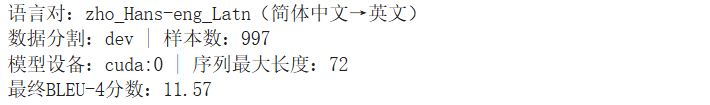 语言对：zho_Hans-eng_Latn（简体中文→英文）
数据分割：dev | 样本数：997
模型设备：cuda:0 | 序列最大长度：72
最终BLEU-4分数：11.57